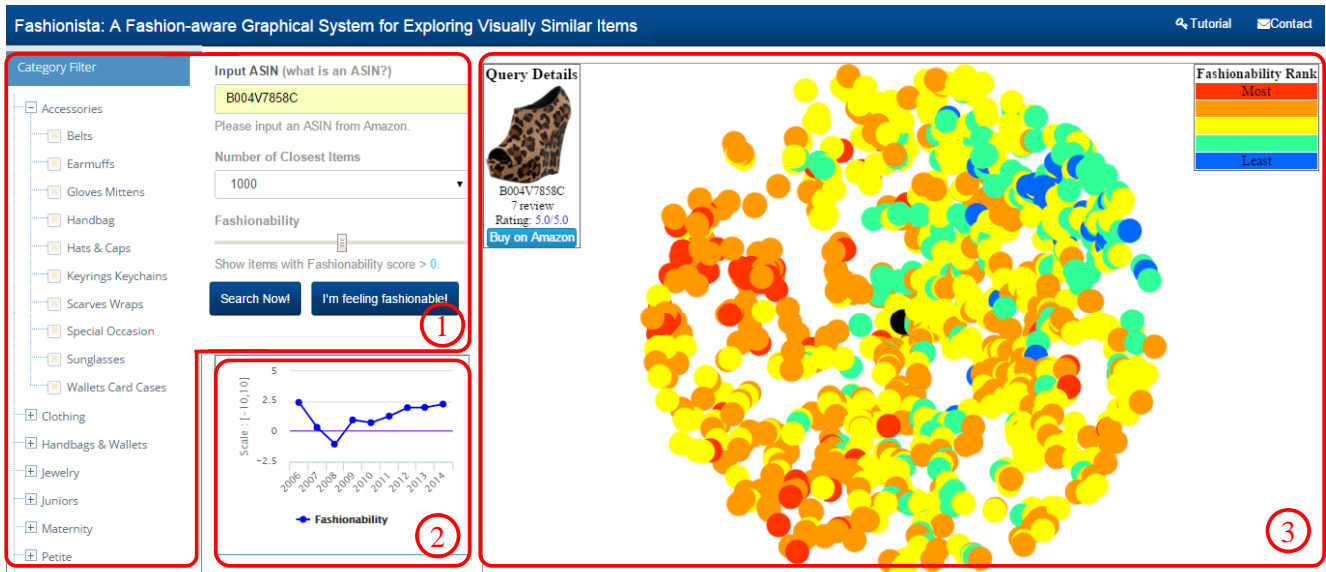 Fashionista: A Fashion-aware Graphical System for Exploring Visually Similar Items
Tutorial
Contact
Category Filter
Accessories
Belts
Earmuffs
Gloves Mittens
Handbag
Hats & Caps
Keyrings Keychains
Scarves Wraps
Special Occasion
Sunglasses
Wallets Card Cases
Clothing
Handbags & Wallets
Jewelry
Juniors
Maternity
Petite
Input ASIN (what is an ASIN?)
B004V7858C
Please input an ASIN from Amazon.
Number of Closest Items
1000
Fashionability
Show items with Fashionability score > 0.
Search Now!
I'm feeling fashionable!
1
Scale : [-10,10]
5
2.5
0
−2.5
2006
2007
2008
2009
2010
2011
2012
2013
2014
Fashionability
2
Query Details
B004V7858C
7 review
Rating: 5.0/5.0
Buy on Amazon
Fashionability Rank
Most
Least
3